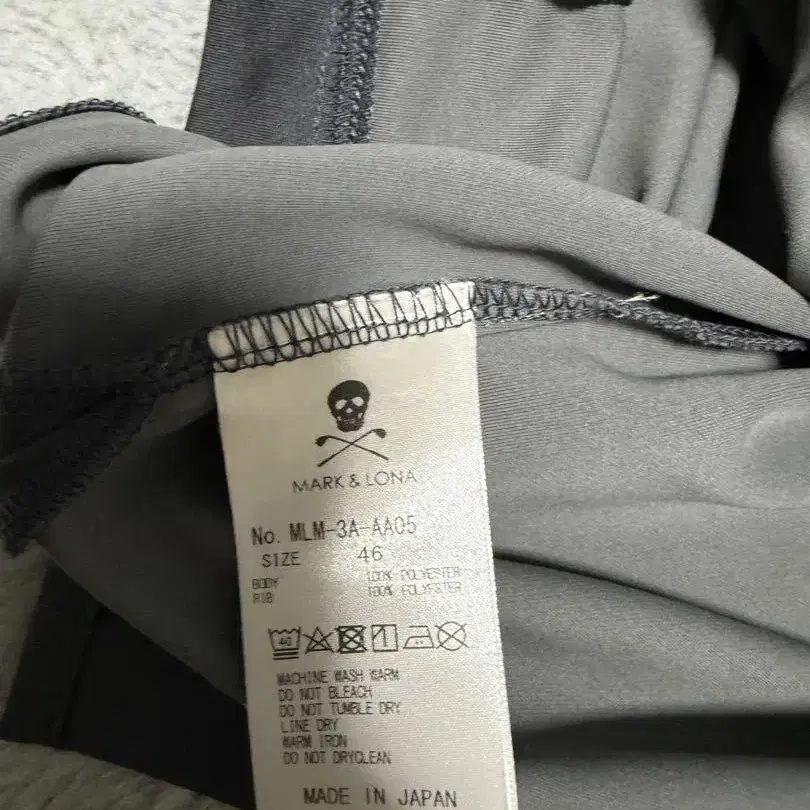 MARK & LONA
No. MLM-3A-AA05
SIZE 46
BODY 100% POLYESTER
RIB 100% POLYESTER
40
MACHINE WASH WARM
DO NOT BLEACH
DO NOT TUMBLE DRY
LINE DRY
WARM IRON
DO NOT DRYCLEAN
MADE IN JAPAN